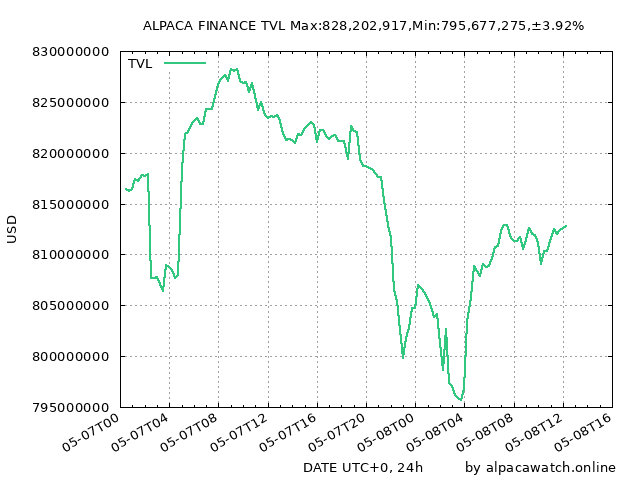 ALPACA FINANCE TVL Max:828,202,917,Min:795,677,275,±3.92%
830000000
TVL
825000000
820000000
815000000
USD
810000000
805000000
800000000
795000000
05-07T00
05-07T04
05-07T08
05-07T12
05-07T16
05-07T20
05-08T00
05-08T04
05-08T08
05-08T12
05-08T16
DATE UTC+0, 24h
by alpacawatch.online